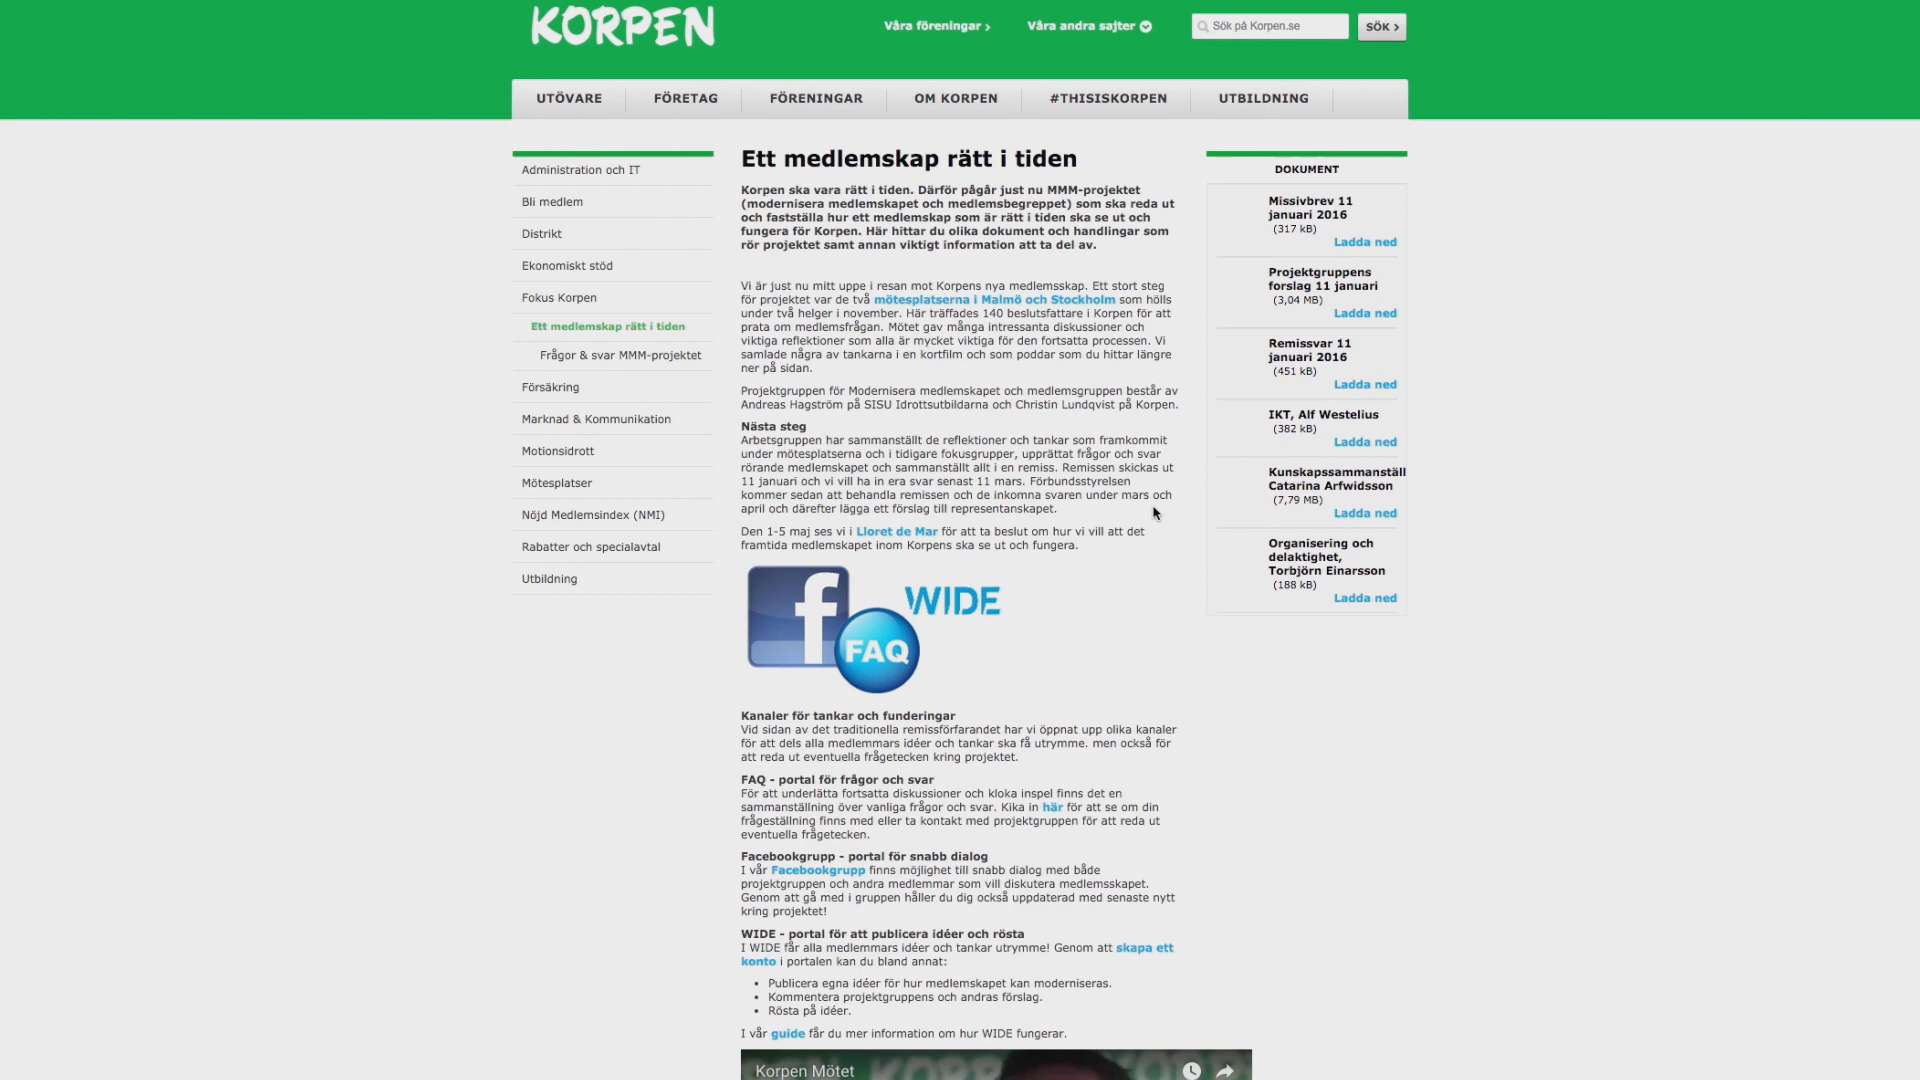 KORPEN
Våra föreningar
Våra andra sajter
Sök på Korpen.se
SÖK
UTÖVARE
FÖRETAG
FÖRENINGAR
OM KORPEN
#THISISKORPEN
UTBILDNING
Administration och IT
Bli medlem
Distrikt
Ekonomiskt stöd
Fokus Korpen
Ett medlemskap rätt i tiden
Frågor & svar MMM-projektet
Försäkring
Marknad & Kommunikation
Motionsidrott
Mötesplatser
Nöjd Medlemsindex (NMI)
Rabatter och specialavtal
Utbildning
Ett medlemskap rätt i tiden
Korpen ska vara rätt i tiden. Därför pågår just nu MMM-projektet
(modernisera medlemskapet och medlemsbegreppet) som ska reda ut
och fastställa hur ett medlemskap som är rätt i tiden ska se ut och
fungera för Korpen. Här hittar du olika dokument och handlingar som
rör projektet samt annan viktigt information att ta del av.
Vi är just nu mitt uppe i resan mot Korpens nya medlemsskap. Ett stort steg
för projektet var de två mötesplatserna i Malmö och Stockholm som hölls
under två helger i november. Här träffades 140 beslutsfattare i Korpen för att
prata om medlemsfrågan. Mötet gav många intressanta diskussioner och
viktiga reflektioner som alla är mycket viktiga för den fortsatta processen. Vi
samlade några av tankarna i en kortfilm och som poddar som du hittar längre
ner på sidan.
Projektgruppen för Modernisera medlemskapet och medlemsgruppen består av
Andreas Hagström på SISU Idrottsutbildarna och Christin Lundqvist på Korpen.
Nästa steg
Arbetsgruppen har sammanställt de reflektioner och tankar som framkommit
under mötesplatserna och i tidigare fokusgrupper, upprättat frågor och svar
rörande medlemskapet och sammanställt allt i en remiss. Remissen skickas ut
11 januari och vi vill ha in era svar senast 11 mars. Förbundsstyrelsen
kommer sedan att behandla remissen och de inkomna svaren under mars och
april och därefter lägga ett förslag till representanskapet.
Den 1-5 maj ses vi i Lloret de Mar för att ta beslut om hur vi vill att det
framtida medlemskapet inom Korpens ska se ut och fungera.
f
WIDE
FAQ
Kanaler för tankar och funderingar
Vid sidan av det traditionella remissförfarandet har vi öppnat upp olika kanaler
för att dels alla medlemmars idéer och tankar ska få utrymme. men också för
att reda ut eventuella frågetecken kring projektet.
FAQ - portal för frågor och svar
För att underlätta fortsatta diskussioner och kloka inspel finns det en
sammanställning över vanliga frågor och svar. Kika in här för att se om din
frågeställning finns med eller ta kontakt med projektgruppen för att reda ut
eventuella frågetecken.
Facebookgrupp - portal för snabb dialog
I vår Facebookgrupp finns möjlighet till snabb dialog med både
projektgruppen och andra medlemmar som vill diskutera medlemsskapet.
Genom att gå med i gruppen håller du dig också uppdaterad med senaste nytt
kring projektet!
WIDE - portal för att publicera idéer och rösta
I WIDE får alla medlemmars idéer och tankar utrymme! Genom att skapa ett
konto i portalen kan du bland annat:
• Publicera egna idéer för hur medlemskapet kan moderniseras.
• Kommentera projektgruppens och andras förslag.
• Rösta på idéer.
I vår guide får du mer information om hur WIDE fungerar.
Korpen Mötet
DOKUMENT
Missivbrev 11
januari 2016
(317 kB)
Ladda ned
Projektgruppens
forslag 11 januari
(3,04 MB)
Ladda ned
Remissvar 11
januari 2016
(451 kB)
Ladda ned
IKT, Alf Westelius
(382 kB)
Ladda ned
Kunskapssammanställ
Catarina Arfwidsson
(7,79 MB)
Ladda ned
Organisering och
delaktighet,
Torbjörn Einarsson
(188 kB)
Ladda ned